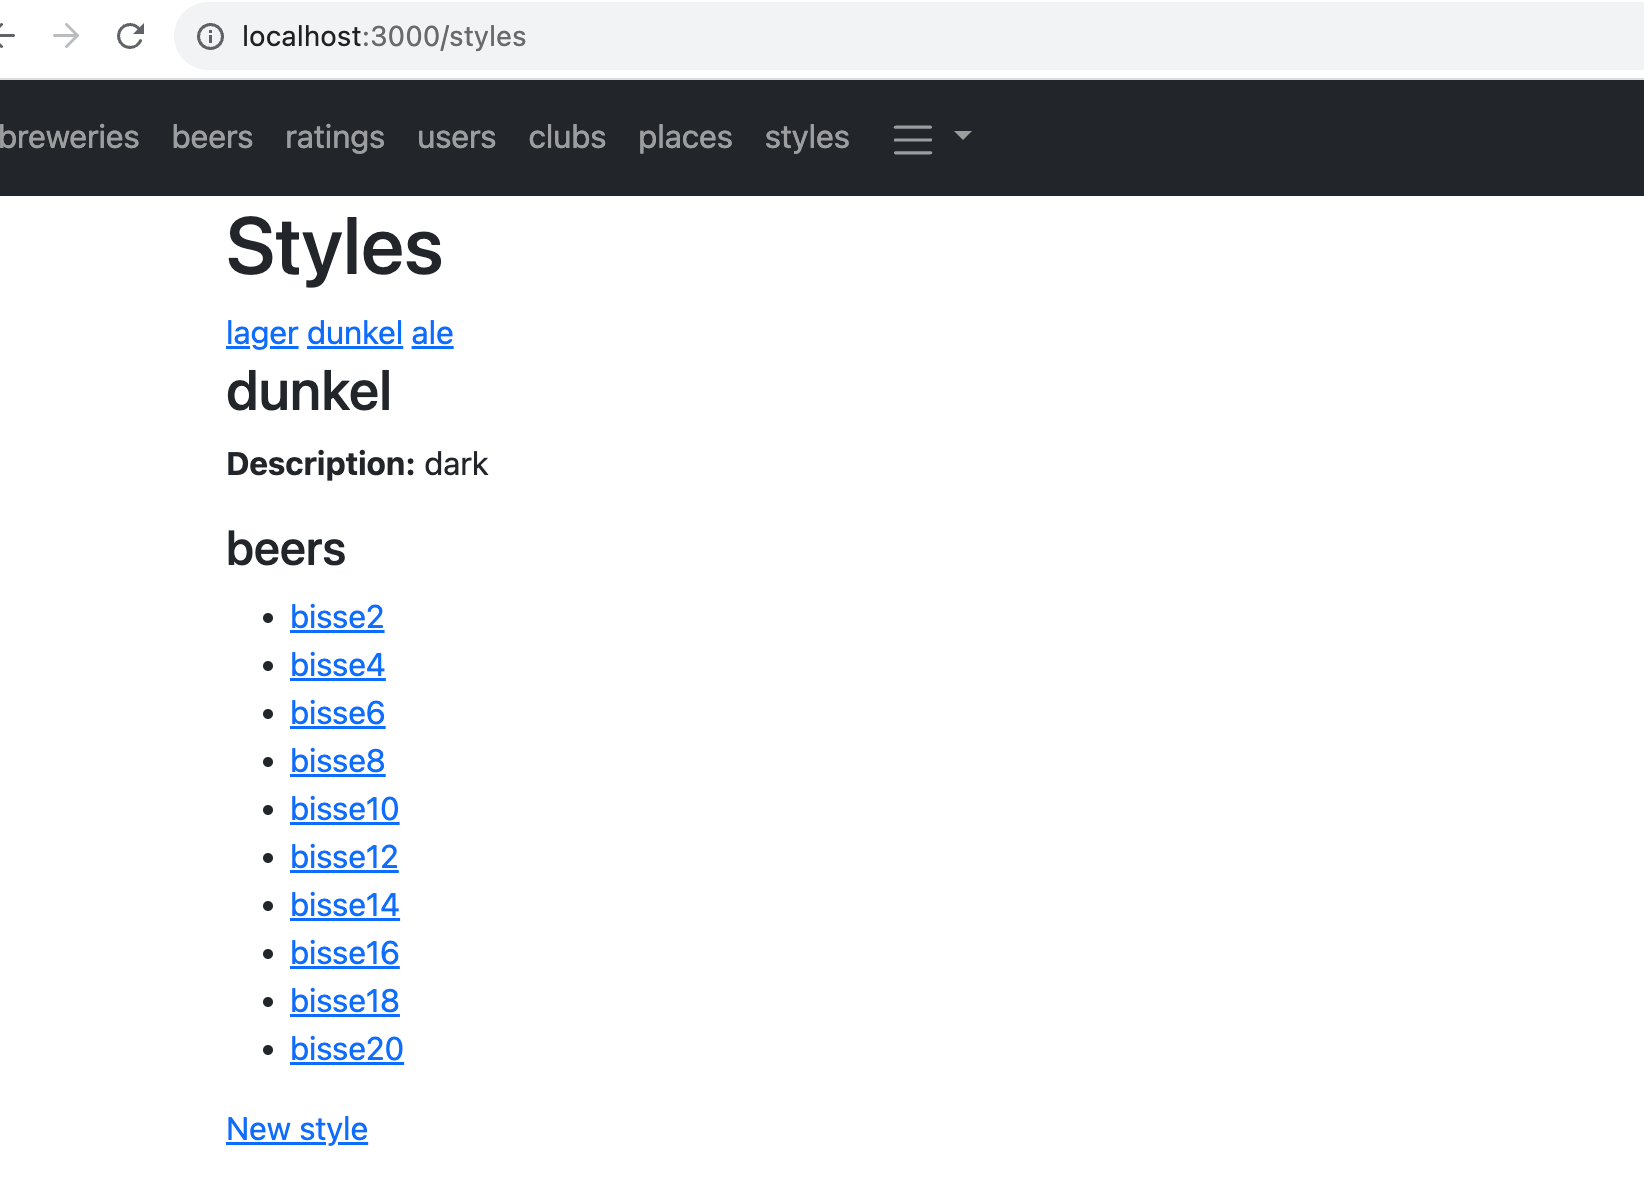 localhost:3000/styles
breweries beers ratings users clubs places styles
Styles
lager dunkel ale
dunkel
Description: dark
beers
bisse2
bisse4
bisse6
bisse8
bisse10
bisse12
bisse14
bisse16
bisse18
bisse20
New style